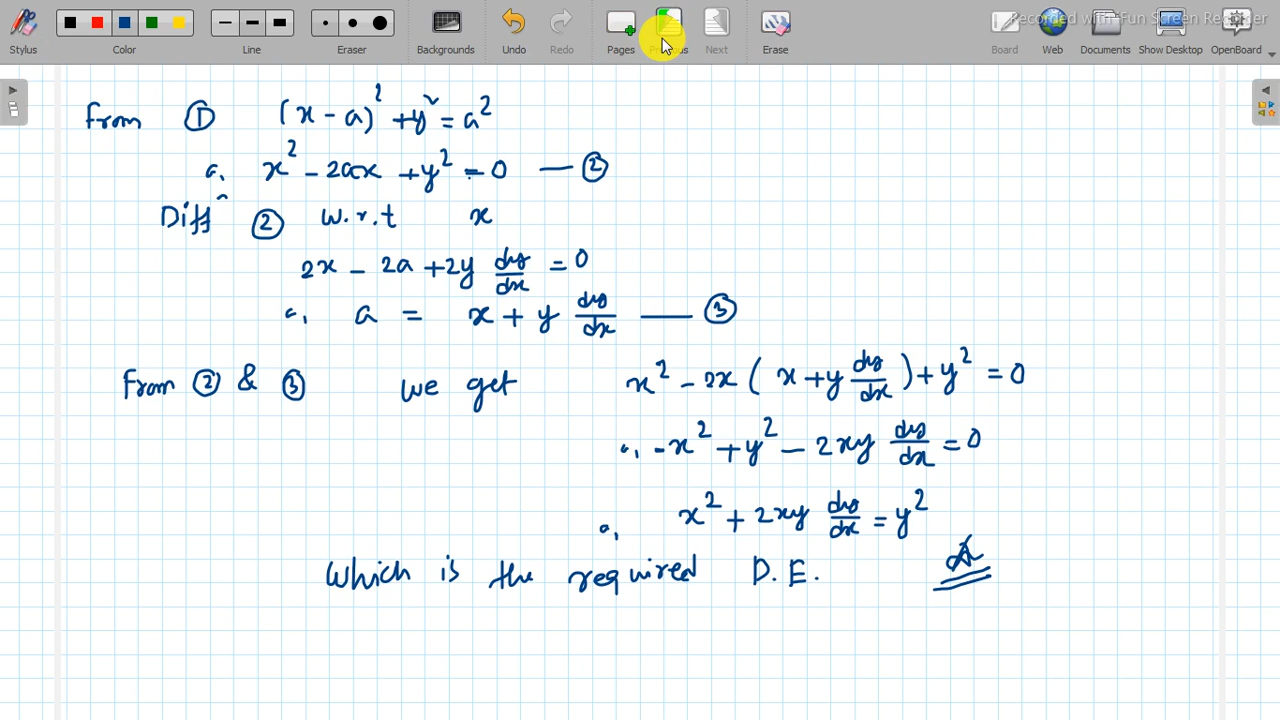 Recorded with Fun Screen Recorder
Stylus Color Line Eraser Backgrounds Undo Redo Pages Previous Next Erase Board Web Documents Show Desktop OpenBoard
From ① (x - a)² + y² = a²
x² - 2ax + y² = 0 — ②
Diffⁿ ② w.r.t x
2x - 2a + 2y dy/dx = 0
a = x + y dy/dx — ③
From ② & ③ we get x² - 2x ( x + y dy/dx ) + y² = 0
-x² + y² - 2xy dy/dx = 0
x² + 2xy dy/dx = y²
Which is the required D.E.